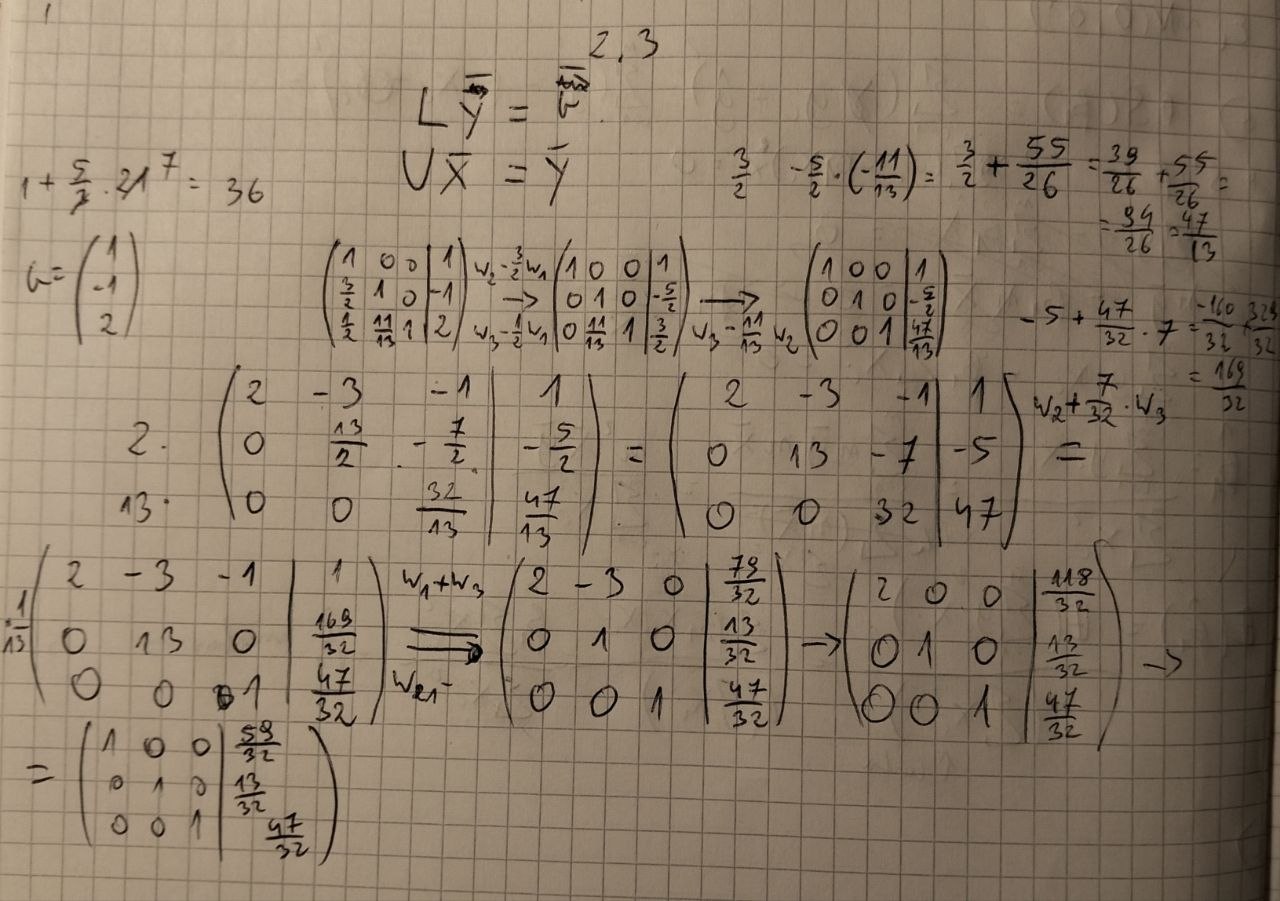 2.3
L y̅ = b̅
U x̅ = y̅
1 + 5/2 · 21 7 = 36
3/2 - 5/2 · (-11/13) = 3/2 + 55/26 = 39/26 + 55/26 =
= 94/26 = 47/13
b = (1, -1, 2)
(1 0 0 | 1) w2 - 3/2 w1 (1 0 0 | 1) (1 0 0 | 1)
(3/2 1 0 | -1) → (0 1 0 | -5/2) → (0 1 0 | -5/2)
(1/2 11/13 1 | 2) w3 - 1/2 w1 (0 11/13 1 | 3/2) w3 - 11/13 w2 (0 0 1 | 47/13)
-5 + 47/32 · 7 = -160/32 + 329/32
= 169/32
(2 -3 -1 | 1) (2 -3 -1 | 1) w2 + 7/32 · w3
2· (0 13/2 -7/2 | -5/2) = (0 13 -7 | -5) =
13· (0 0 32/13 | 47/13) (0 0 32 | 47)
(2 -3 -1 | 1) w1+w3 (2 -3 0 | 79/32) (2 0 0 | 118/32)
·1/13 (0 13 0 | 169/32) ⇒ (0 1 0 | 13/32) → (0 1 0 | 13/32) →
(0 0 1 | 47/32) (0 0 1 | 47/32) (0 0 1 | 47/32)
(1 0 0 | 59/32)
= (0 1 0 | 13/32)
(0 0 1 | 47/32)